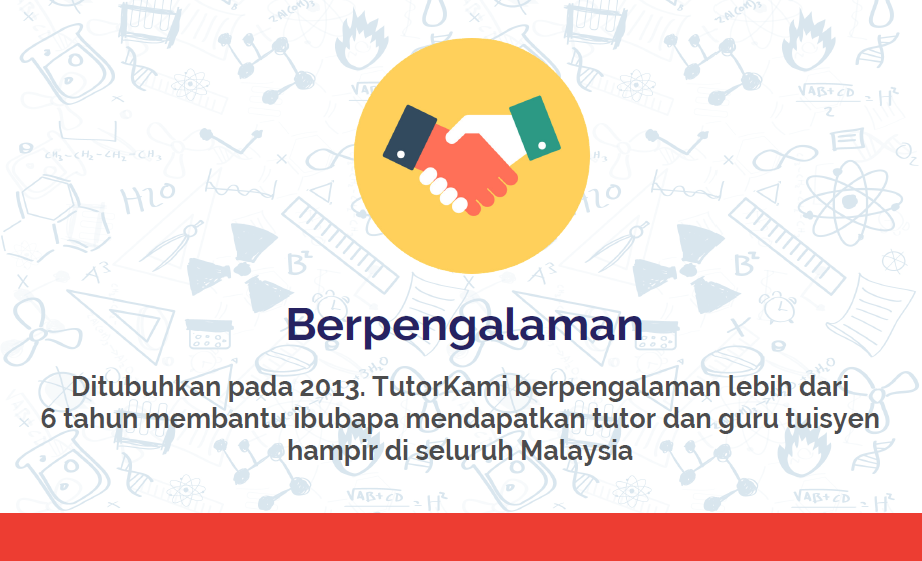 Berpengalaman
Ditubuhkan pada 2013. TutorKami berpengalaman lebih dari
6 tahun membantu ibubapa mendapatkan tutor dan guru tuisyen
hampir di seluruh Malaysia